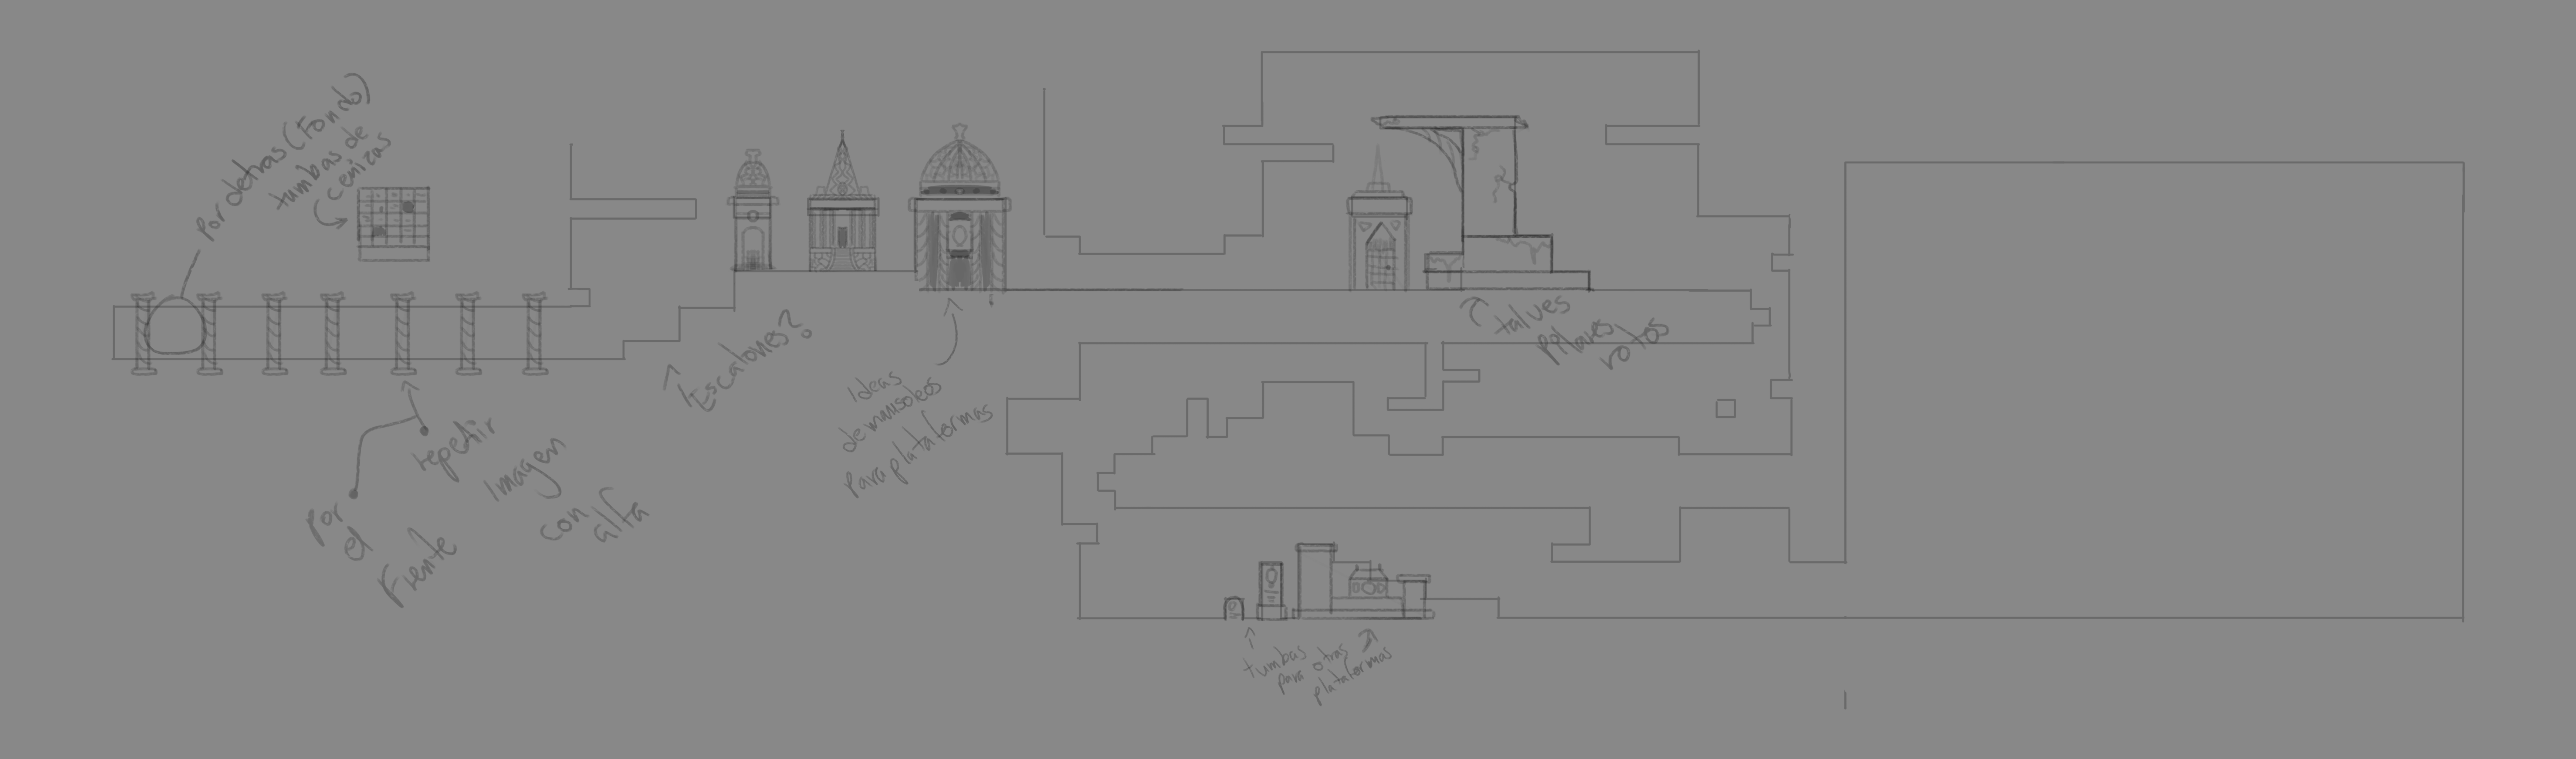 Por detras (Fondo)
tumbas de
cenizas
Escalones?
Ideas
de mausoleos
para plataformas
talves
Pilares
rotos
repetir
Imagen
con
alfa
Por
el
Frente
tumbas
para otras
plataformas